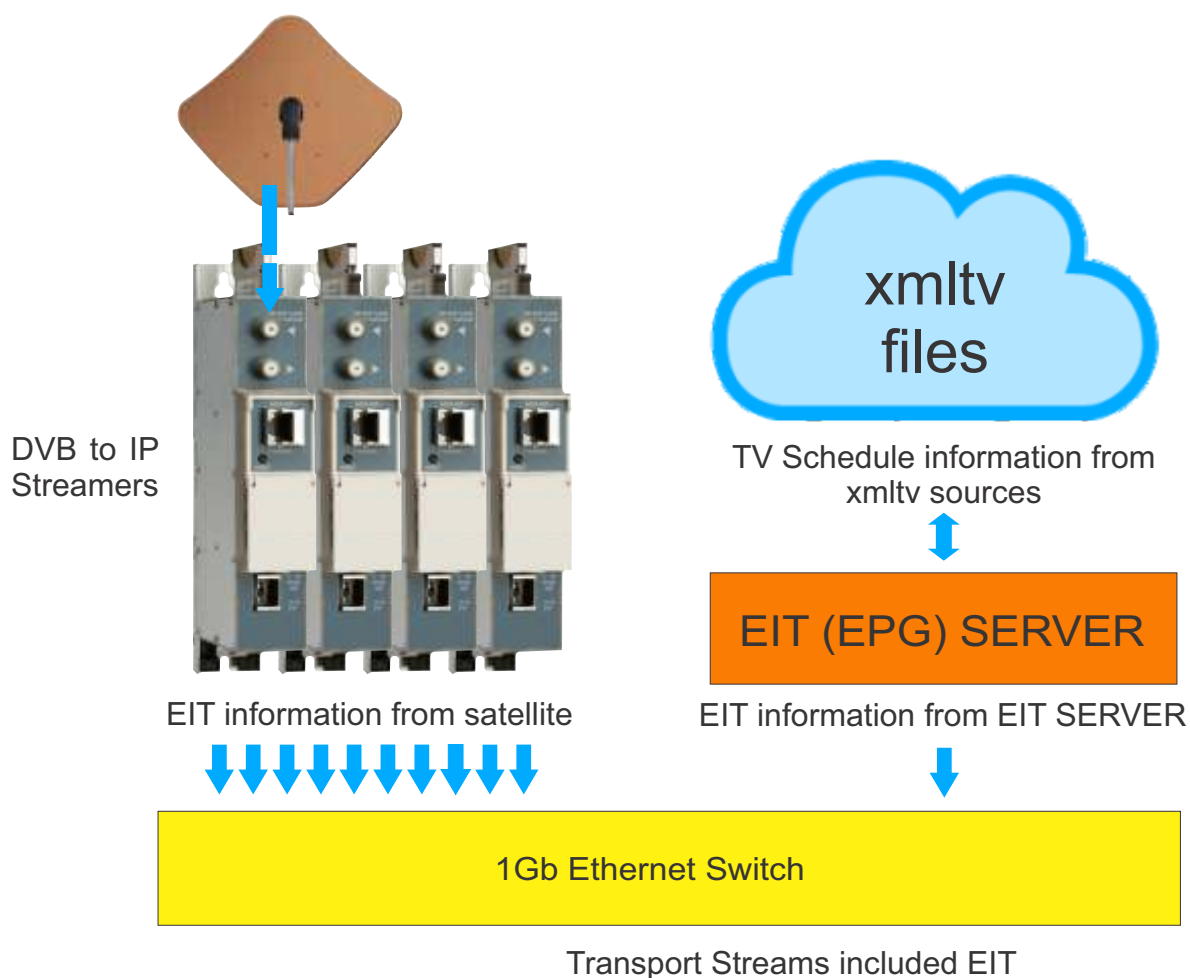 xmltv
files
DVB to IP
Streamers
TV Schedule information from
xmltv sources
EIT (EPG) SERVER
EIT information from satellite
EIT information from EIT SERVER
1Gb Ethernet Switch
Transport Streams included EIT